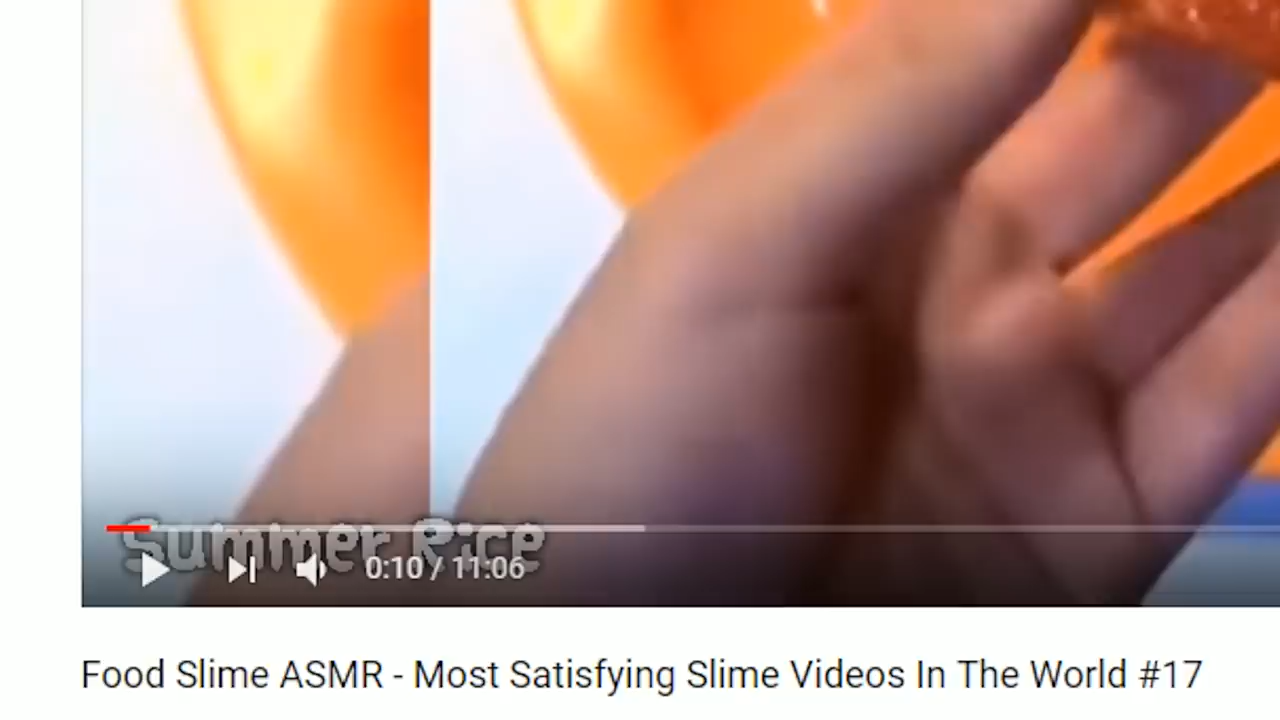 Summer Rice
0:10 / 11:06
Food Slime ASMR - Most Satisfying Slime Videos In The World #17